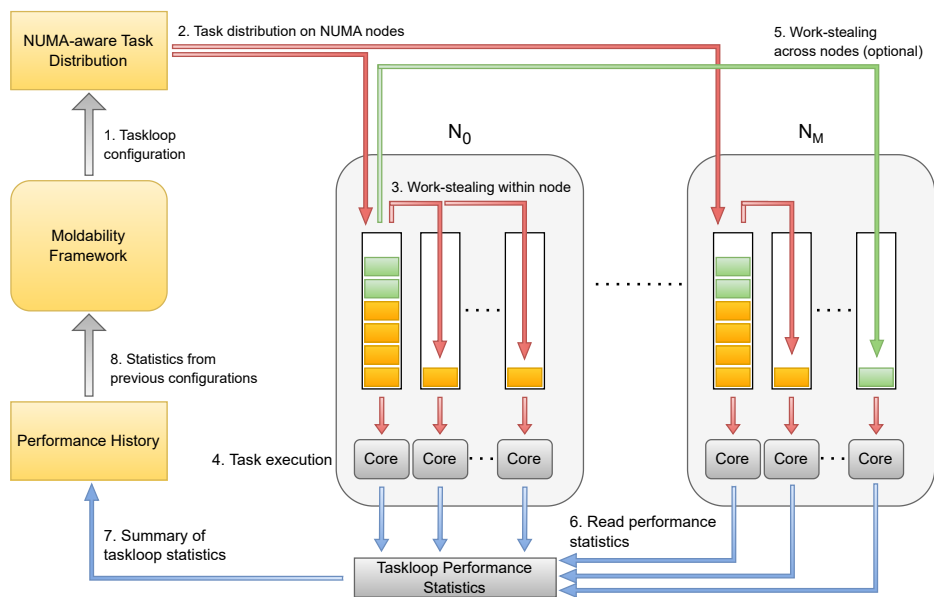 NUMA-aware Task
Distribution
2. Task distribution on NUMA nodes
5. Work-stealing
across nodes (optional)
1. Taskloop
configuration
N0
NM
3. Work-stealing within node
Moldability
Framework
8. Statistics from
previous configurations
Performance History
4. Task execution
Core
Core
Core
Core
Core
Core
7. Summary of
taskloop statistics
6. Read performance
statistics
Taskloop Performance
Statistics